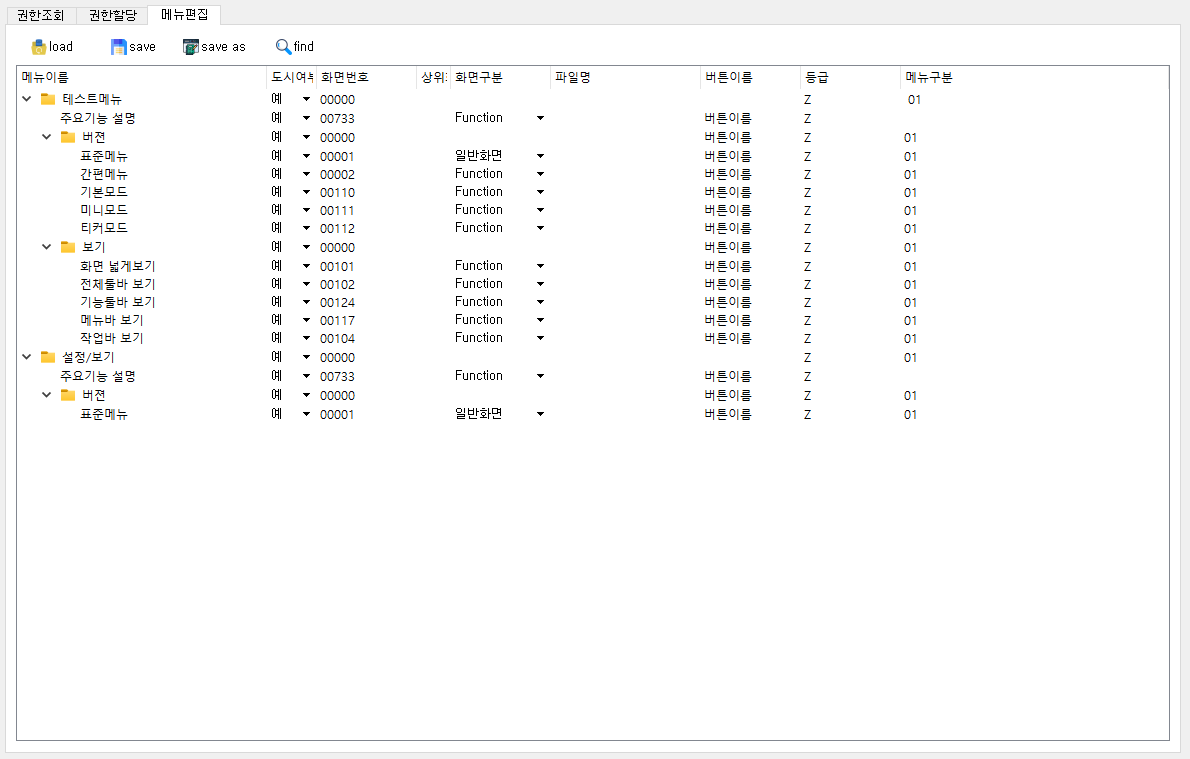 권한조회 권한할당 메뉴편집
load save save as find
메뉴이름 도시여부 화면번호 상위 화면구분 파일명 버튼이름 등급 메뉴구분
테스트메뉴 예 00000 Z 01
주요기능 설명 예 00733 Function 버튼이름 Z
버젼 예 00000 버튼이름 Z 01
표준메뉴 예 00001 일반화면 버튼이름 Z 01
간편메뉴 예 00002 Function 버튼이름 Z 01
기본모드 예 00110 Function 버튼이름 Z 01
미니모드 예 00111 Function 버튼이름 Z 01
티커모드 예 00112 Function 버튼이름 Z 01
보기 예 00000 버튼이름 Z 01
화면 넓게보기 예 00101 Function 버튼이름 Z 01
전체툴바 보기 예 00102 Function 버튼이름 Z 01
기능툴바 보기 예 00124 Function 버튼이름 Z 01
메뉴바 보기 예 00117 Function 버튼이름 Z 01
작업바 보기 예 00104 Function 버튼이름 Z 01
설정/보기 예 00000 Z 01
주요기능 설명 예 00733 Function 버튼이름 Z
버젼 예 00000 버튼이름 Z 01
표준메뉴 예 00001 일반화면 버튼이름 Z 01